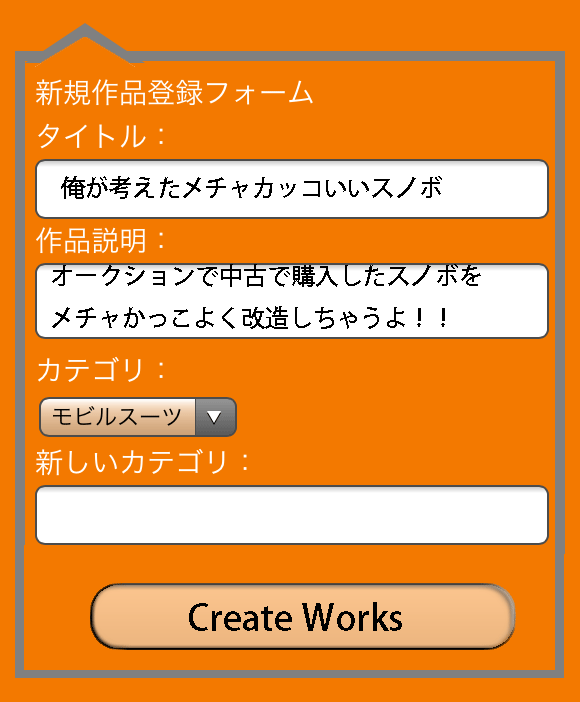 新規作品登録フォーム
タイトル：
俺が考えたメチャカッコいいスノボ
作品説明：
オークションで中古で購入したスノボを
メチャかっこよく改造しちゃうよ！！
カテゴリ：
モビルスーツ ▼
新しいカテゴリ：
Create Works